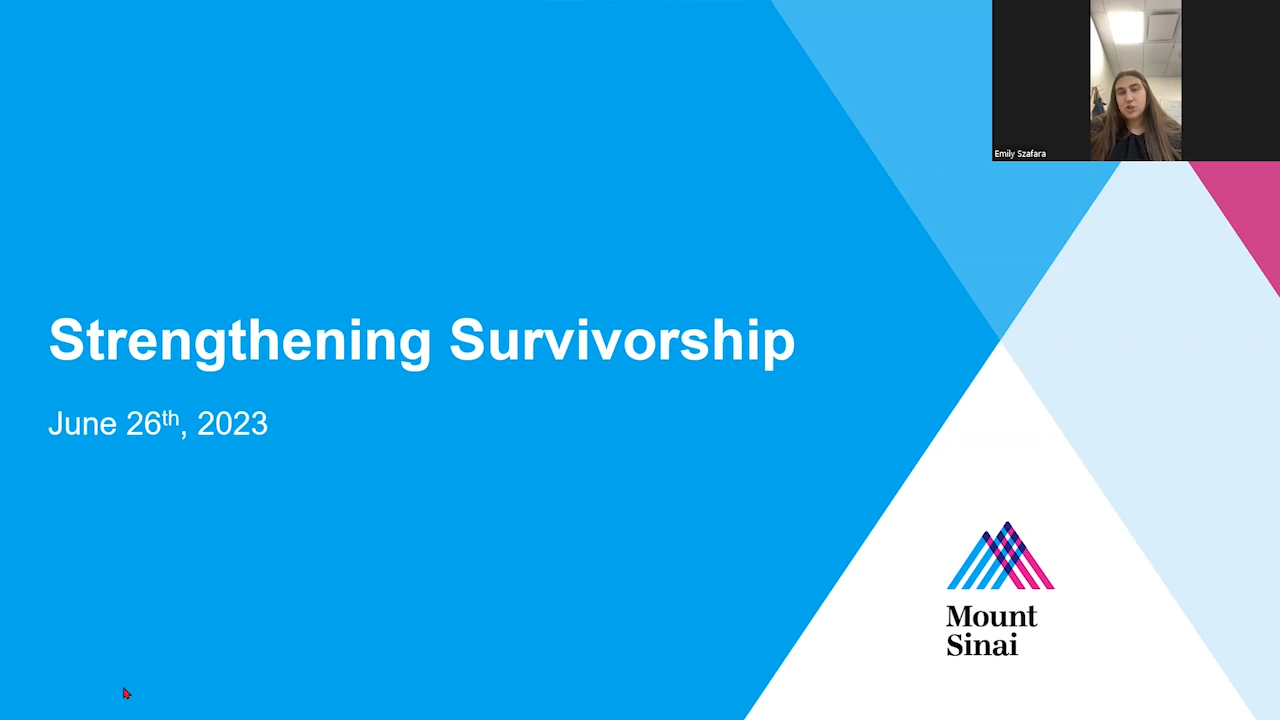 Emily Szafara
Strengthening Survivorship
June 26th, 2023
Mount
Sinai